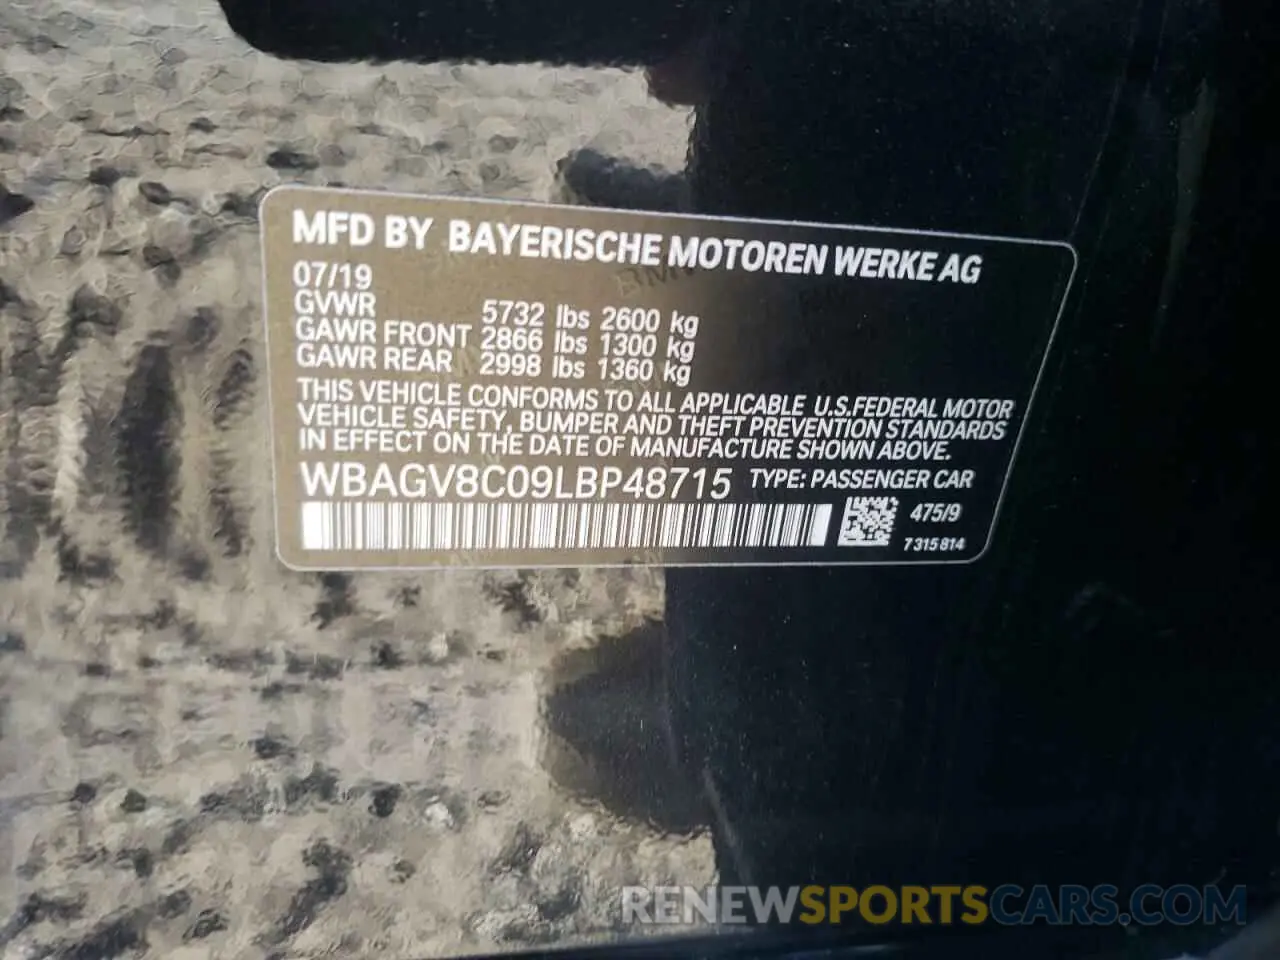 MFD BY BAYERISCHE MOTOREN WERKE AG
07/19
GVWR 5732 lbs 2600 kg
GAWR FRONT 2866 lbs 1300 kg
GAWR REAR 2998 lbs 1360 kg
THIS VEHICLE CONFORMS TO ALL APPLICABLE U.S.FEDERAL MOTOR
VEHICLE SAFETY, BUMPER AND THEFT PREVENTION STANDARDS
IN EFFECT ON THE DATE OF MANUFACTURE SHOWN ABOVE.
WBAGV8C09LBP48715 TYPE: PASSENGER CAR
475/9
7315814
RENEWSPORTSCARS.COM